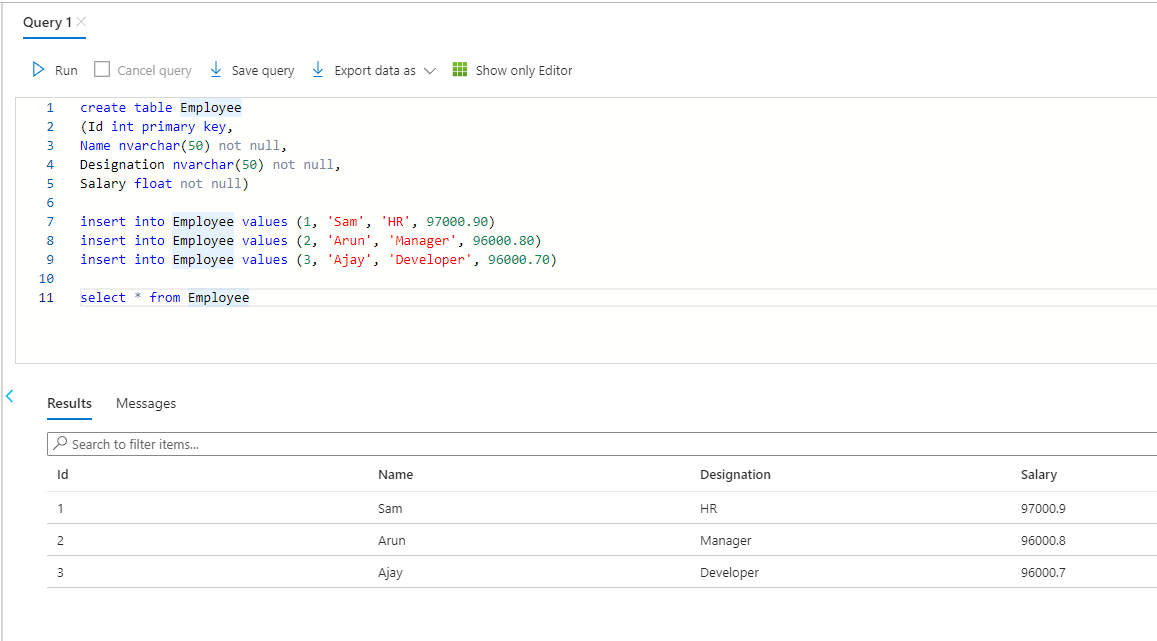 Query 1
Run Cancel query Save query Export data as Show only Editor
1 create table Employee
2 (Id int primary key,
3 Name nvarchar(50) not null,
4 Designation nvarchar(50) not null,
5 Salary float not null)
6
7 insert into Employee values (1, 'Sam', 'HR', 97000.90)
8 insert into Employee values (2, 'Arun', 'Manager', 96000.80)
9 insert into Employee values (3, 'Ajay', 'Developer', 96000.70)
10
11 select * from Employee
Results Messages
Search to filter items...
Id Name Designation Salary
1 Sam HR 97000.9
2 Arun Manager 96000.8
3 Ajay Developer 96000.7